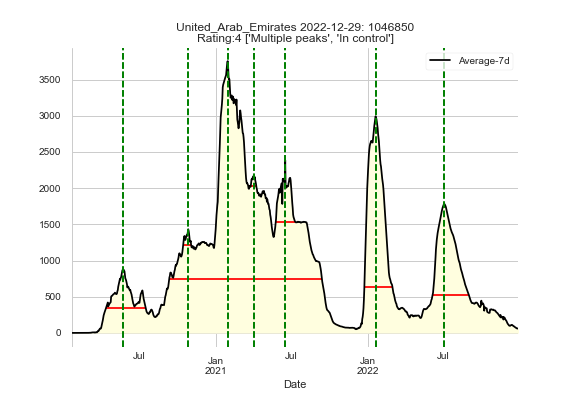 United_Arab_Emirates 2022-12-29: 1046850
Rating:4 ['Multiple peaks', 'In control']
Average-7d
3500
3000
2500
2000
1500
1000
500
0
Jul
Jan
2021
Jul
Jan
2022
Jul
Date